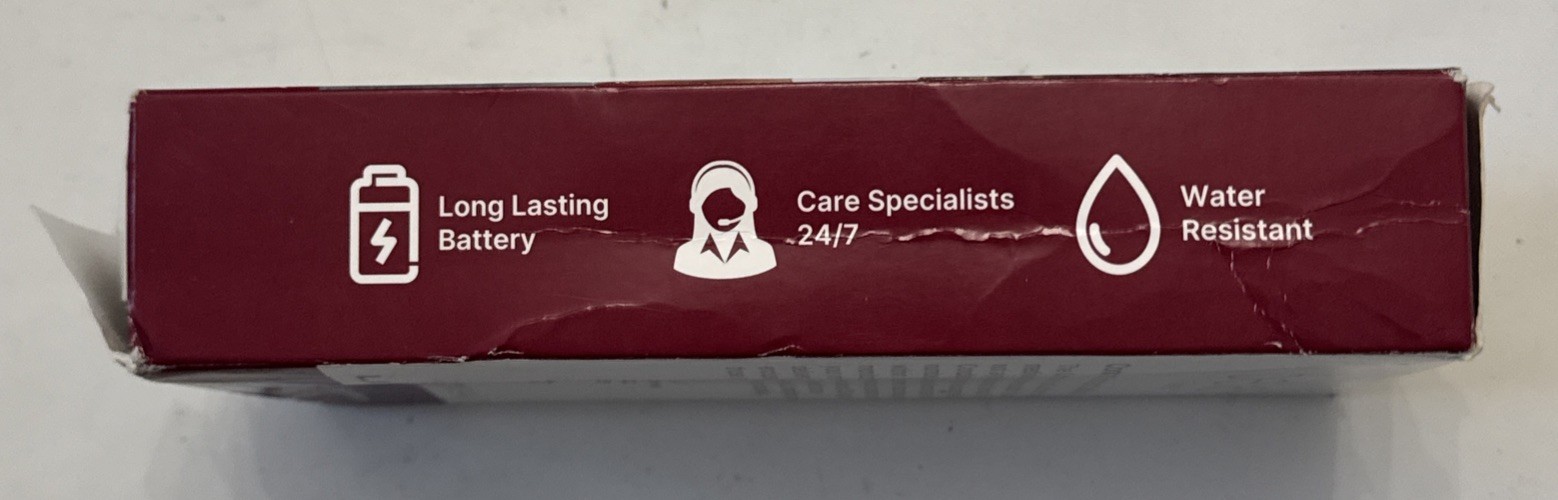 Long Lasting
Battery
Care Specialists
24/7
Water
Resistant